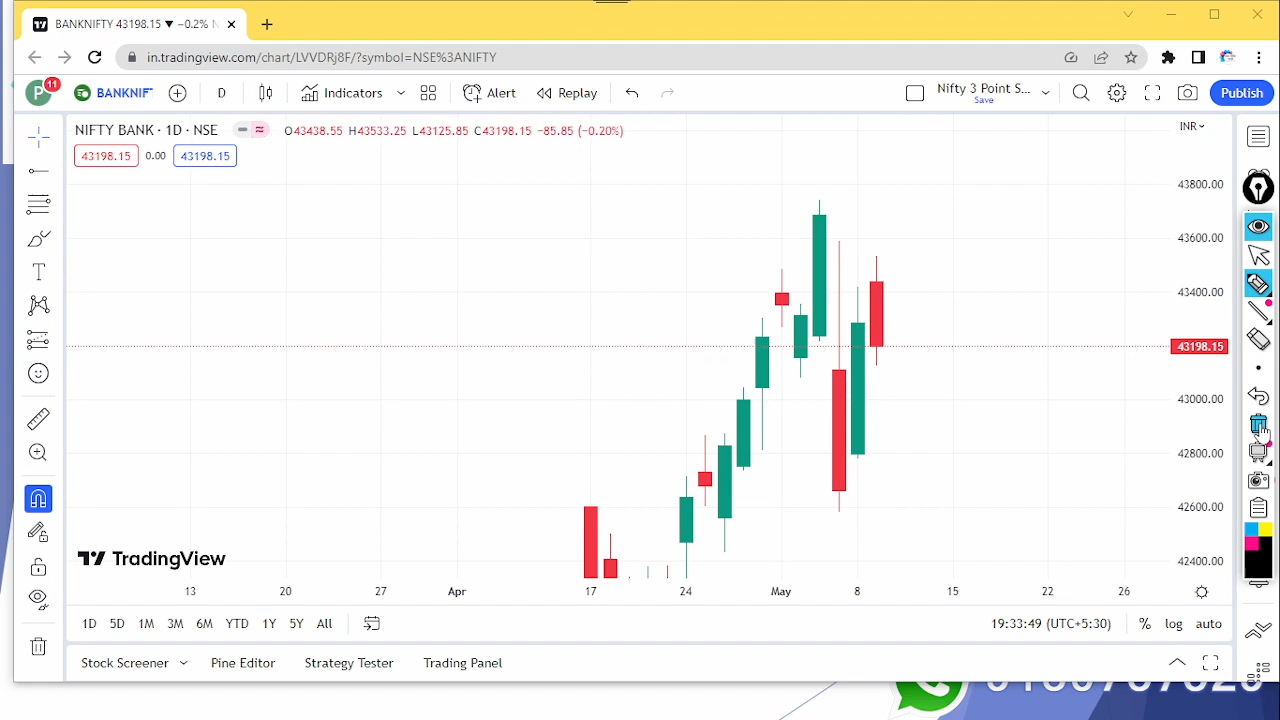 BANKNIFTY 43198.15 ▼ −0.2% N
in.tradingview.com/chart/LVVDRj8F/?symbol=NSE%3ANIFTY
P
11
BANKNIF
D
Indicators
Alert
Replay
Nifty 3 Point S...
Save
Publish
NIFTY BANK · 1D · NSE
O43438.55 H43533.25 L43125.85 C43198.15 −85.85 (−0.20%)
INR
43198.15 0.00 43198.15
43800.00
43600.00
43400.00
43198.15
43000.00
42800.00
42600.00
42400.00
TradingView
13 20 27 Apr 17 24 May 8 15 22 26
1D 5D 1M 3M 6M YTD 1Y 5Y All
19:33:49 (UTC+5:30) % log auto
Stock Screener Pine Editor Strategy Tester Trading Panel